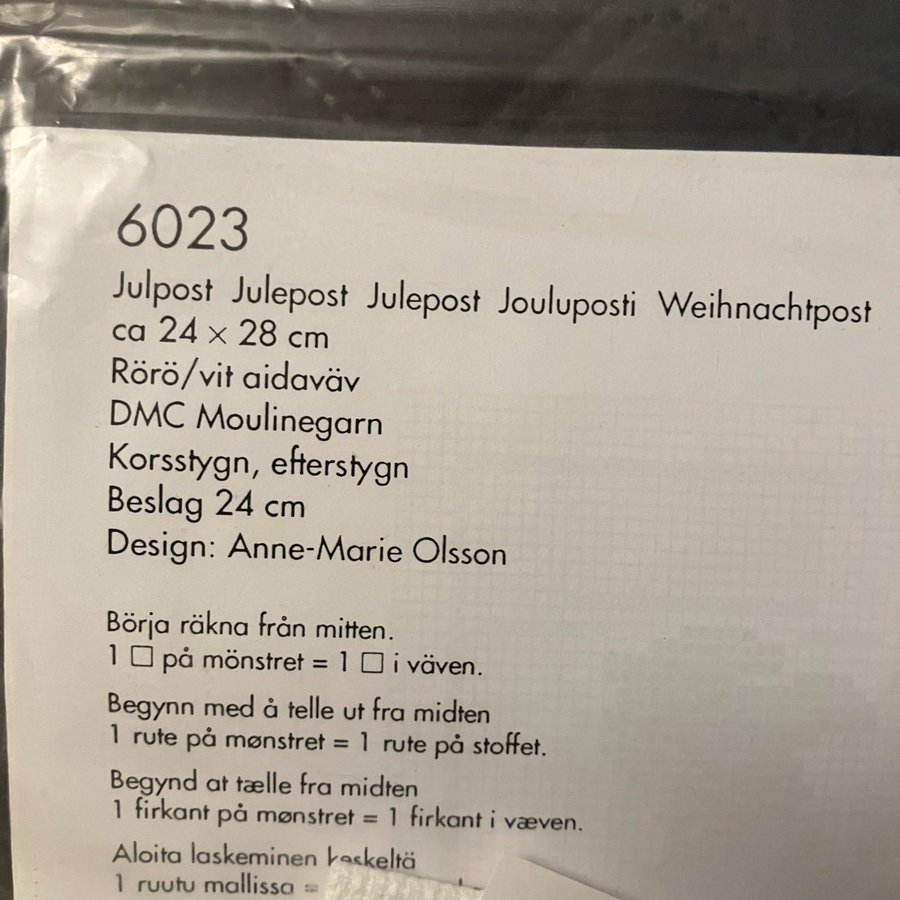 6023
Julpost Julepost Julepost Jouluposti Weihnachtpost
ca 24 × 28 cm
Rörö/vit aidaväv
DMC Moulinegarn
Korsstygn, efterstygn
Beslag 24 cm
Design: Anne-Marie Olsson
Börja räkna från mitten.
1 □ på mönstret = 1 □ i väven.
Begynn med å telle ut fra midten
1 rute på mønstret = 1 rute på stoffet.
Begynd at tælle fra midten
1 firkant på mønstret = 1 firkant i væven.
Aloita laskeminen keskeltä
1 ruutu mallissa =